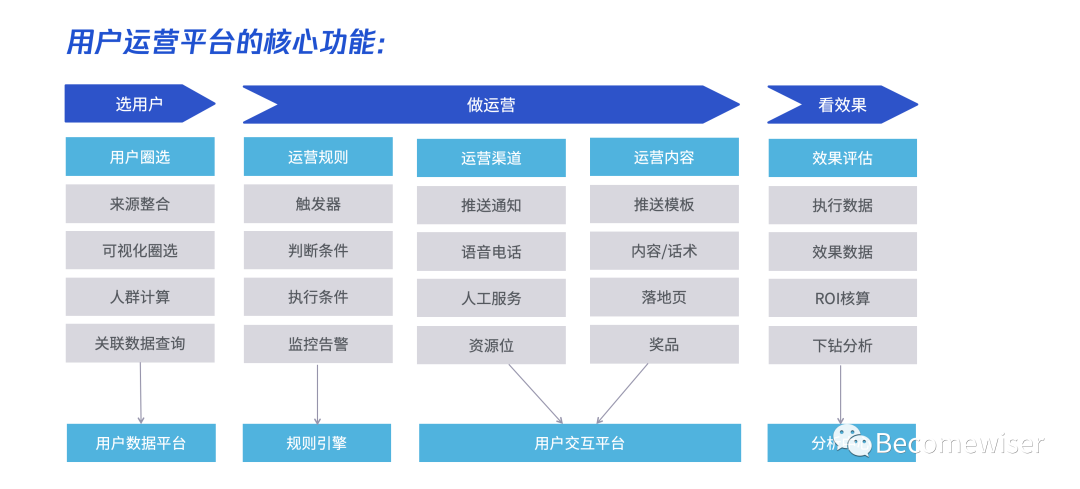 用户运营平台的核心功能:
选用户
做运营
看效果
用户圈选
运营规则
运营渠道
运营内容
效果评估
来源整合
触发器
推送通知
推送模板
执行数据
可视化圈选
判断条件
语音电话
内容/话术
效果数据
人群计算
执行条件
人工服务
落地页
ROI核算
关联数据查询
监控告警
资源位
奖品
下钻分析
用户数据平台
规则引擎
用户交互平台
分析
Becomewiser